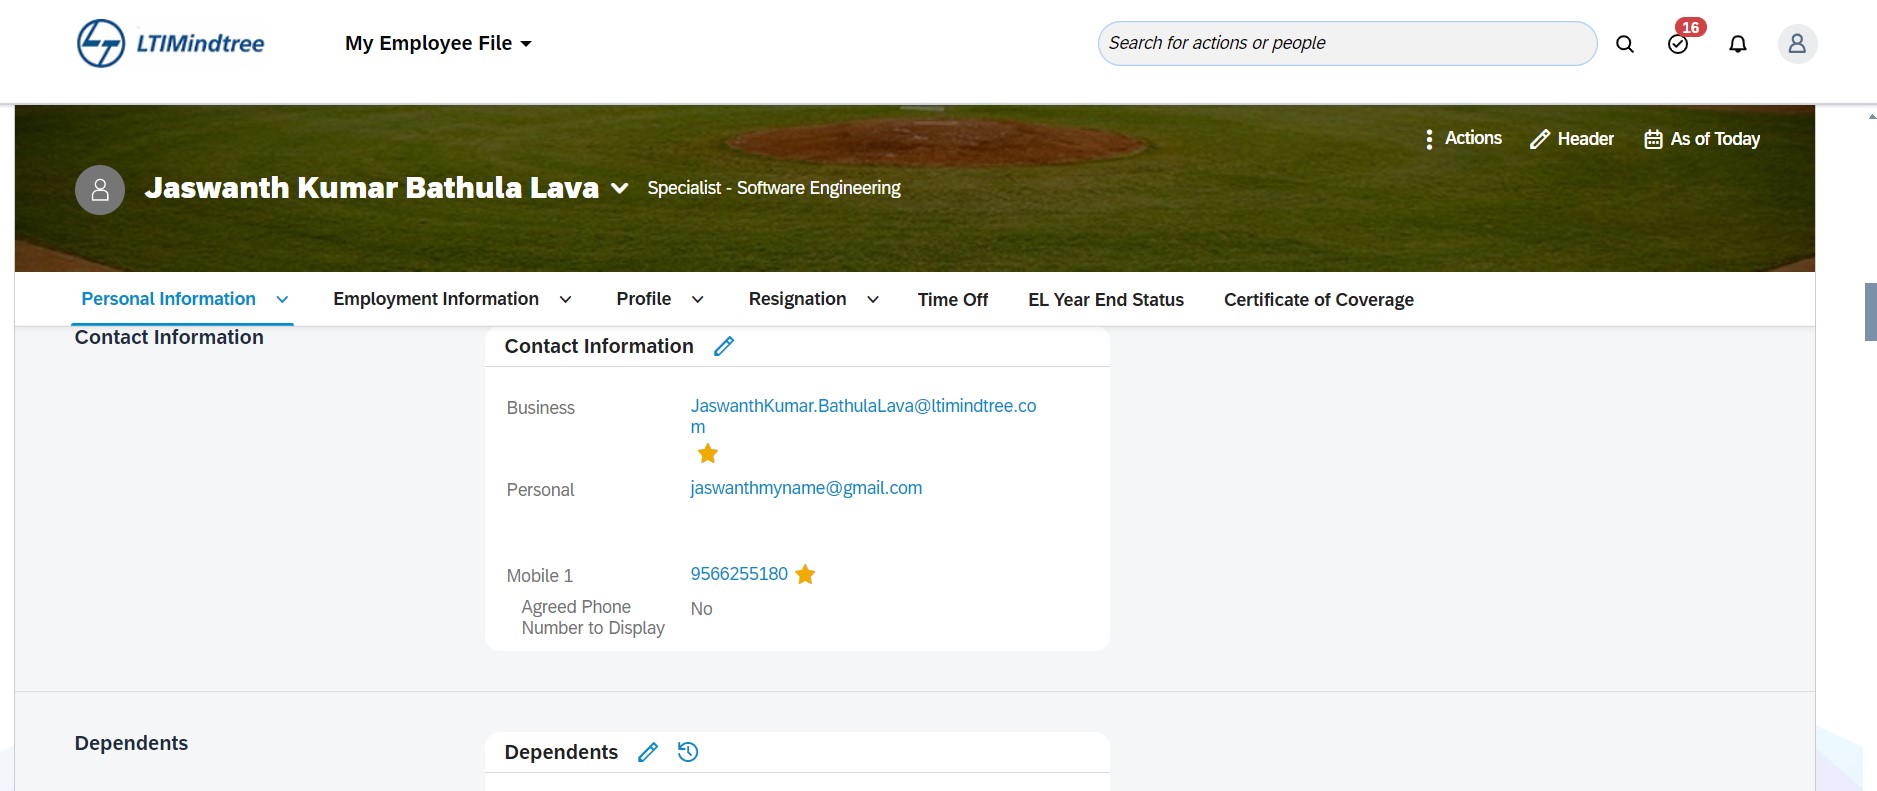 LTIMindtree
My Employee File
Search for actions or people
16
Actions
Header
As of Today
Jaswanth Kumar Bathula Lava
Specialist - Software Engineering
Personal Information
Employment Information
Profile
Resignation
Time Off
EL Year End Status
Certificate of Coverage
Contact Information
Contact Information
Business
JaswanthKumar.BathulaLava@ltimindtree.co
m
Personal
jaswanthmyname@gmail.com
Mobile 1
9566255180
Agreed Phone
Number to Display
No
Dependents
Dependents